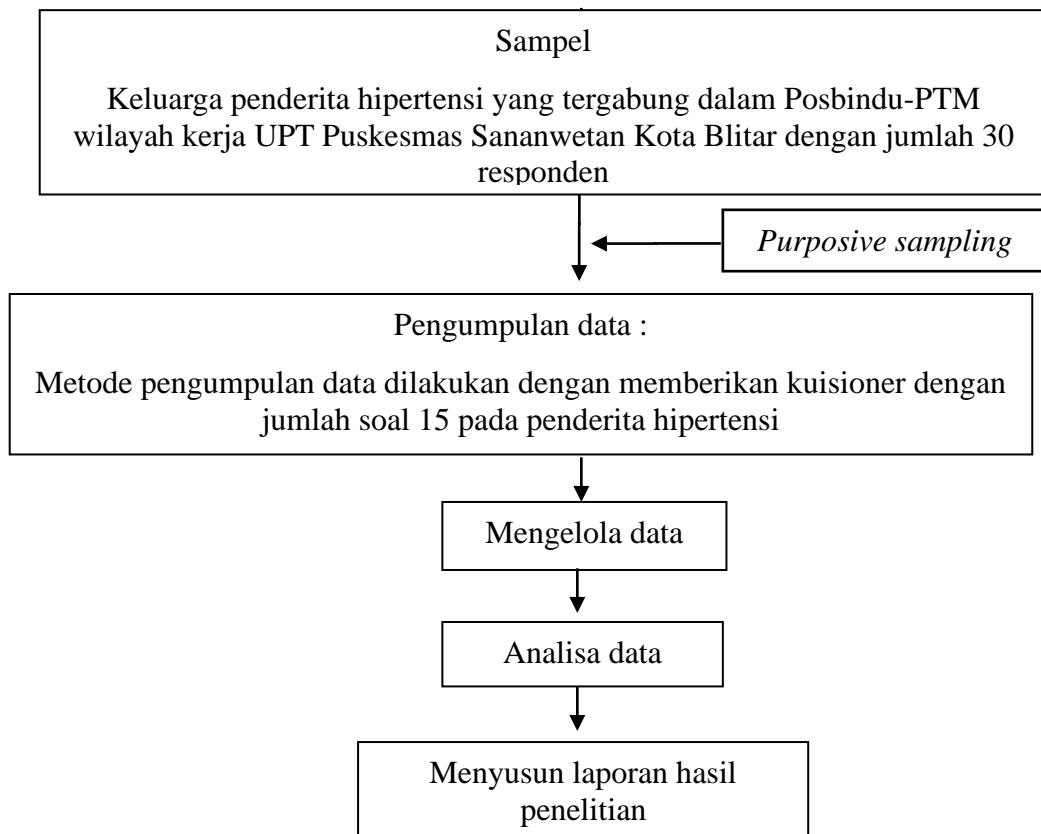 Sampel
Keluarga penderita hipertensi yang tergabung dalam Posbindu-PTM
wilayah kerja UPT Puskesmas Sananwetan Kota Blitar dengan jumlah 30
responden
Purposive sampling
Pengumpulan data :
Metode pengumpulan data dilakukan dengan memberikan kuisioner dengan
jumlah soal 15 pada penderita hipertensi
Mengelola data
Analisa data
Menyusun laporan hasil
penelitian